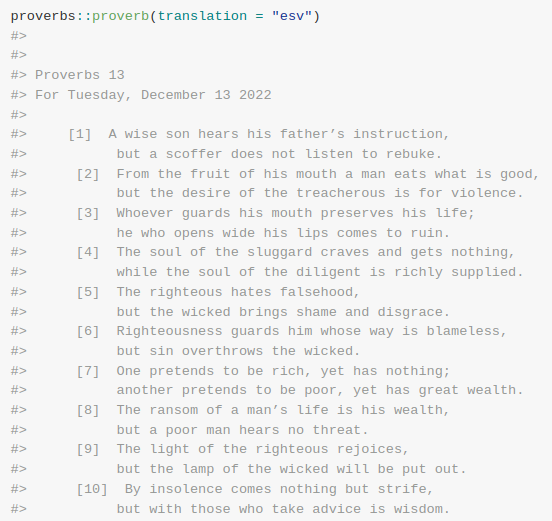 proverbs::proverb(translation = "esv")
#>
#>
#> Proverbs 13
#> For Tuesday, December 13 2022
#>
#>     [1]  A wise son hears his father’s instruction,
#>           but a scoffer does not listen to rebuke.
#>      [2]  From the fruit of his mouth a man eats what is good,
#>           but the desire of the treacherous is for violence.
#>      [3]  Whoever guards his mouth preserves his life;
#>           he who opens wide his lips comes to ruin.
#>      [4]  The soul of the sluggard craves and gets nothing,
#>           while the soul of the diligent is richly supplied.
#>      [5]  The righteous hates falsehood,
#>           but the wicked brings shame and disgrace.
#>      [6]  Righteousness guards him whose way is blameless,
#>           but sin overthrows the wicked.
#>      [7]  One pretends to be rich, yet has nothing;
#>           another pretends to be poor, yet has great wealth.
#>      [8]  The ransom of a man’s life is his wealth,
#>           but a poor man hears no threat.
#>      [9]  The light of the righteous rejoices,
#>           but the lamp of the wicked will be put out.
#>      [10]  By insolence comes nothing but strife,
#>           but with those who take advice is wisdom.